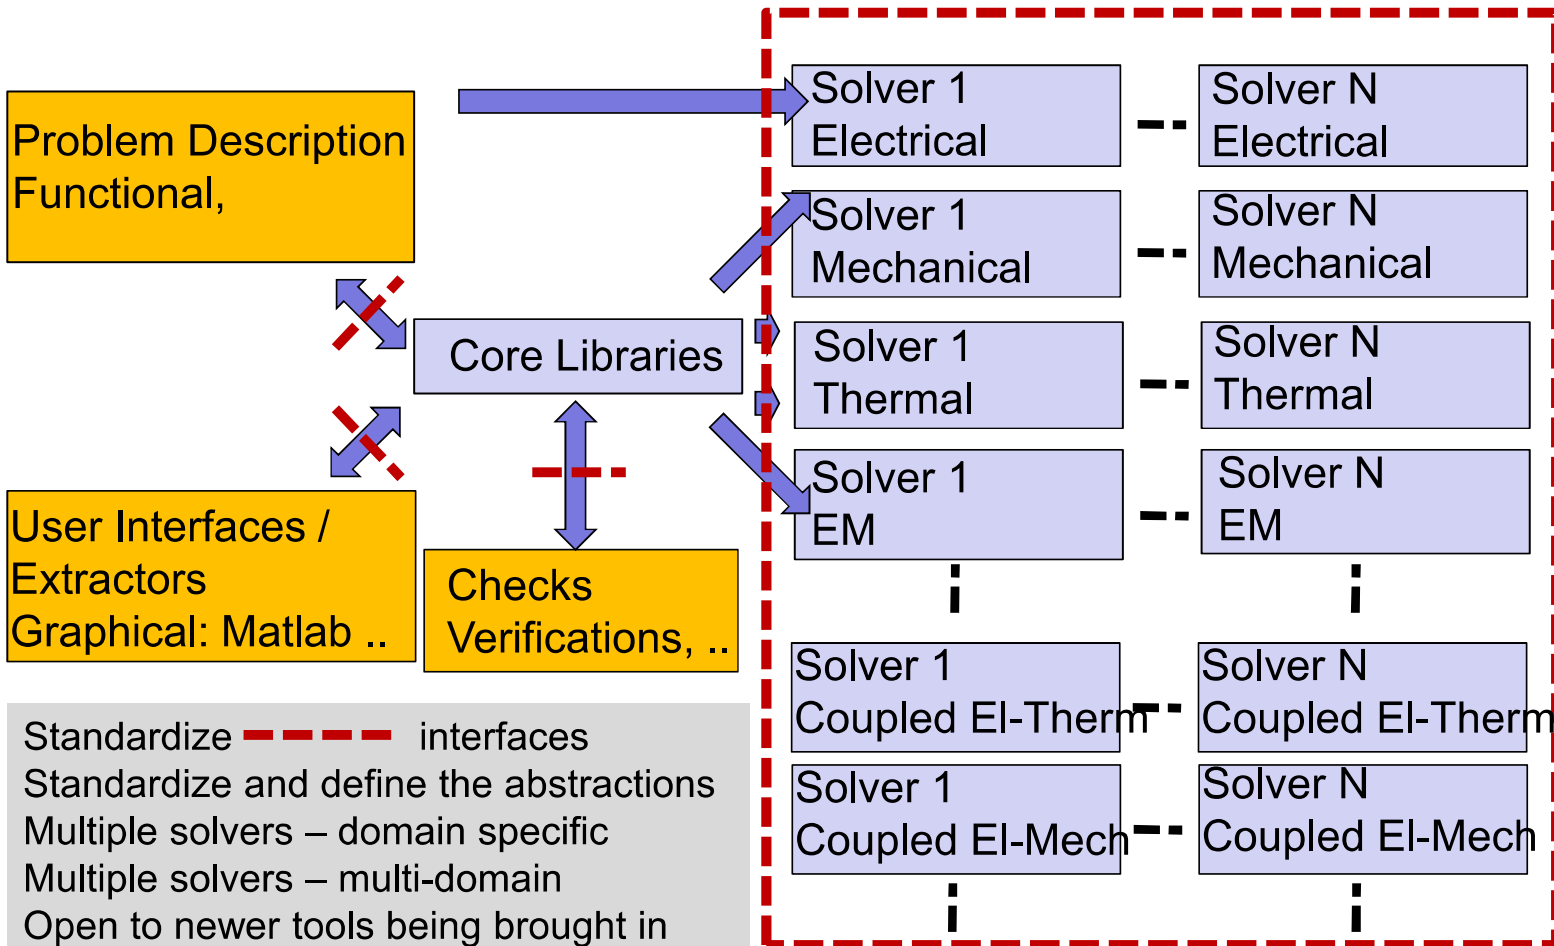 Problem Description
Functional,
Core Libraries
User Interfaces /
Extractors
Graphical: Matlab ..
Checks
Verifications, ..
Standardize interfaces
Standardize and define the abstractions
Multiple solvers – domain specific
Multiple solvers – multi-domain
Open to newer tools being brought in
Solver 1
Electrical
Solver N
Electrical
Solver 1
Mechanical
Solver N
Mechanical
Solver 1
Thermal
Solver N
Thermal
Solver 1
EM
Solver N
EM
Solver 1
Coupled El-Therm
Solver N
Coupled El-Therm
Solver 1
Coupled El-Mech
Solver N
Coupled El-Mech